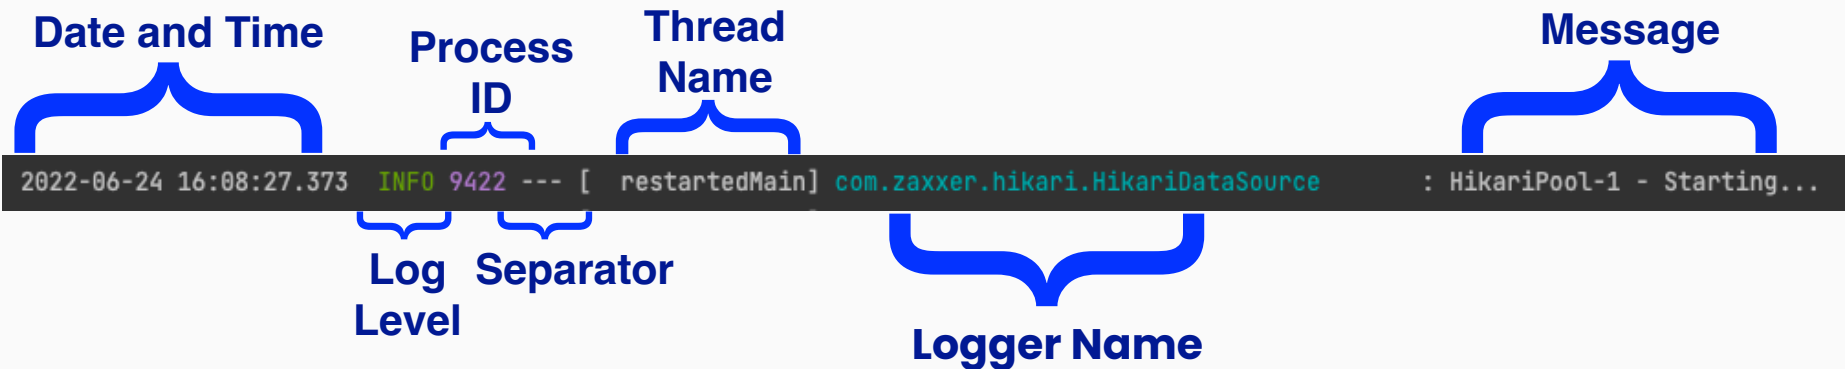 Date and Time
Process
ID
Thread
Name
Message
2022-06-24 16:08:27.373  INFO 9422 --- [  restartedMain] com.zaxxer.hikari.HikariDataSource       : HikariPool-1 - Starting...
Log
Level
Separator
Logger Name